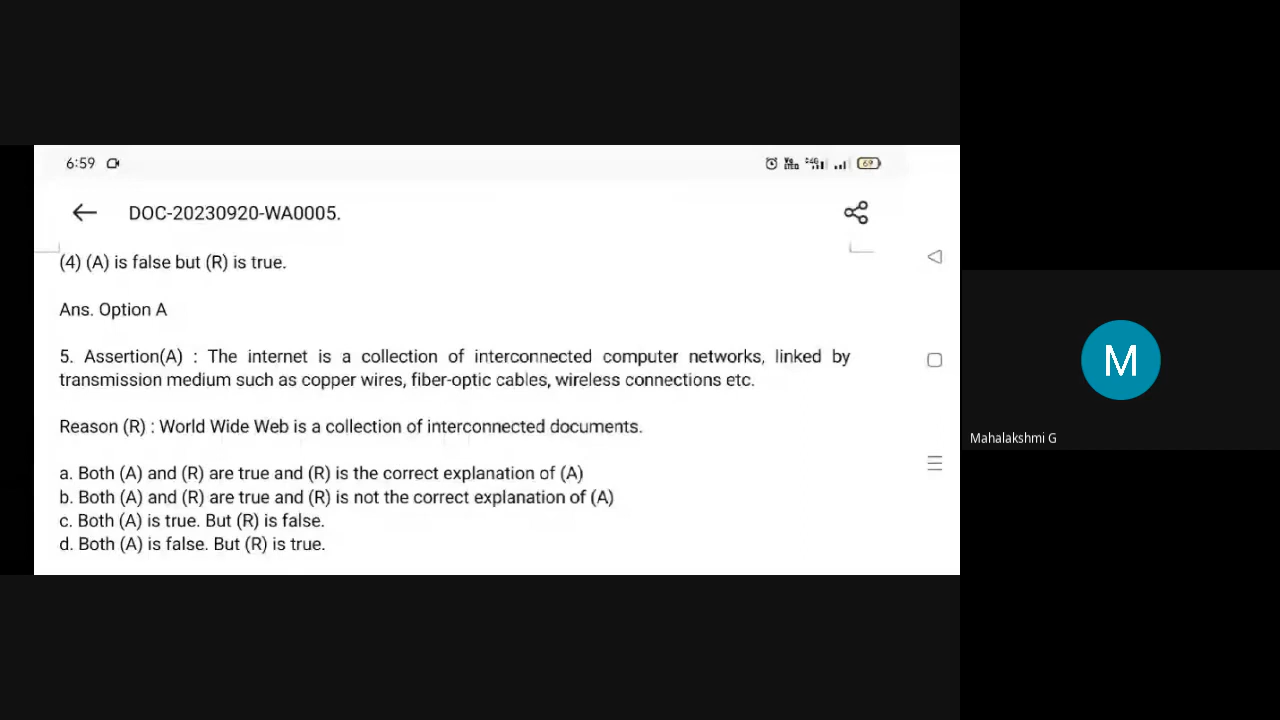 6:59
69
DOC-20230920-WA0005.
(4) (A) is false but (R) is true.
Ans. Option A
5. Assertion(A) : The internet is a collection of interconnected computer networks, linked by
transmission medium such as copper wires, fiber-optic cables, wireless connections etc.
Reason (R) : World Wide Web is a collection of interconnected documents.
a. Both (A) and (R) are true and (R) is the correct explanation of (A)
b. Both (A) and (R) are true and (R) is not the correct explanation of (A)
c. Both (A) is true. But (R) is false.
d. Both (A) is false. But (R) is true.
M
Mahalakshmi G